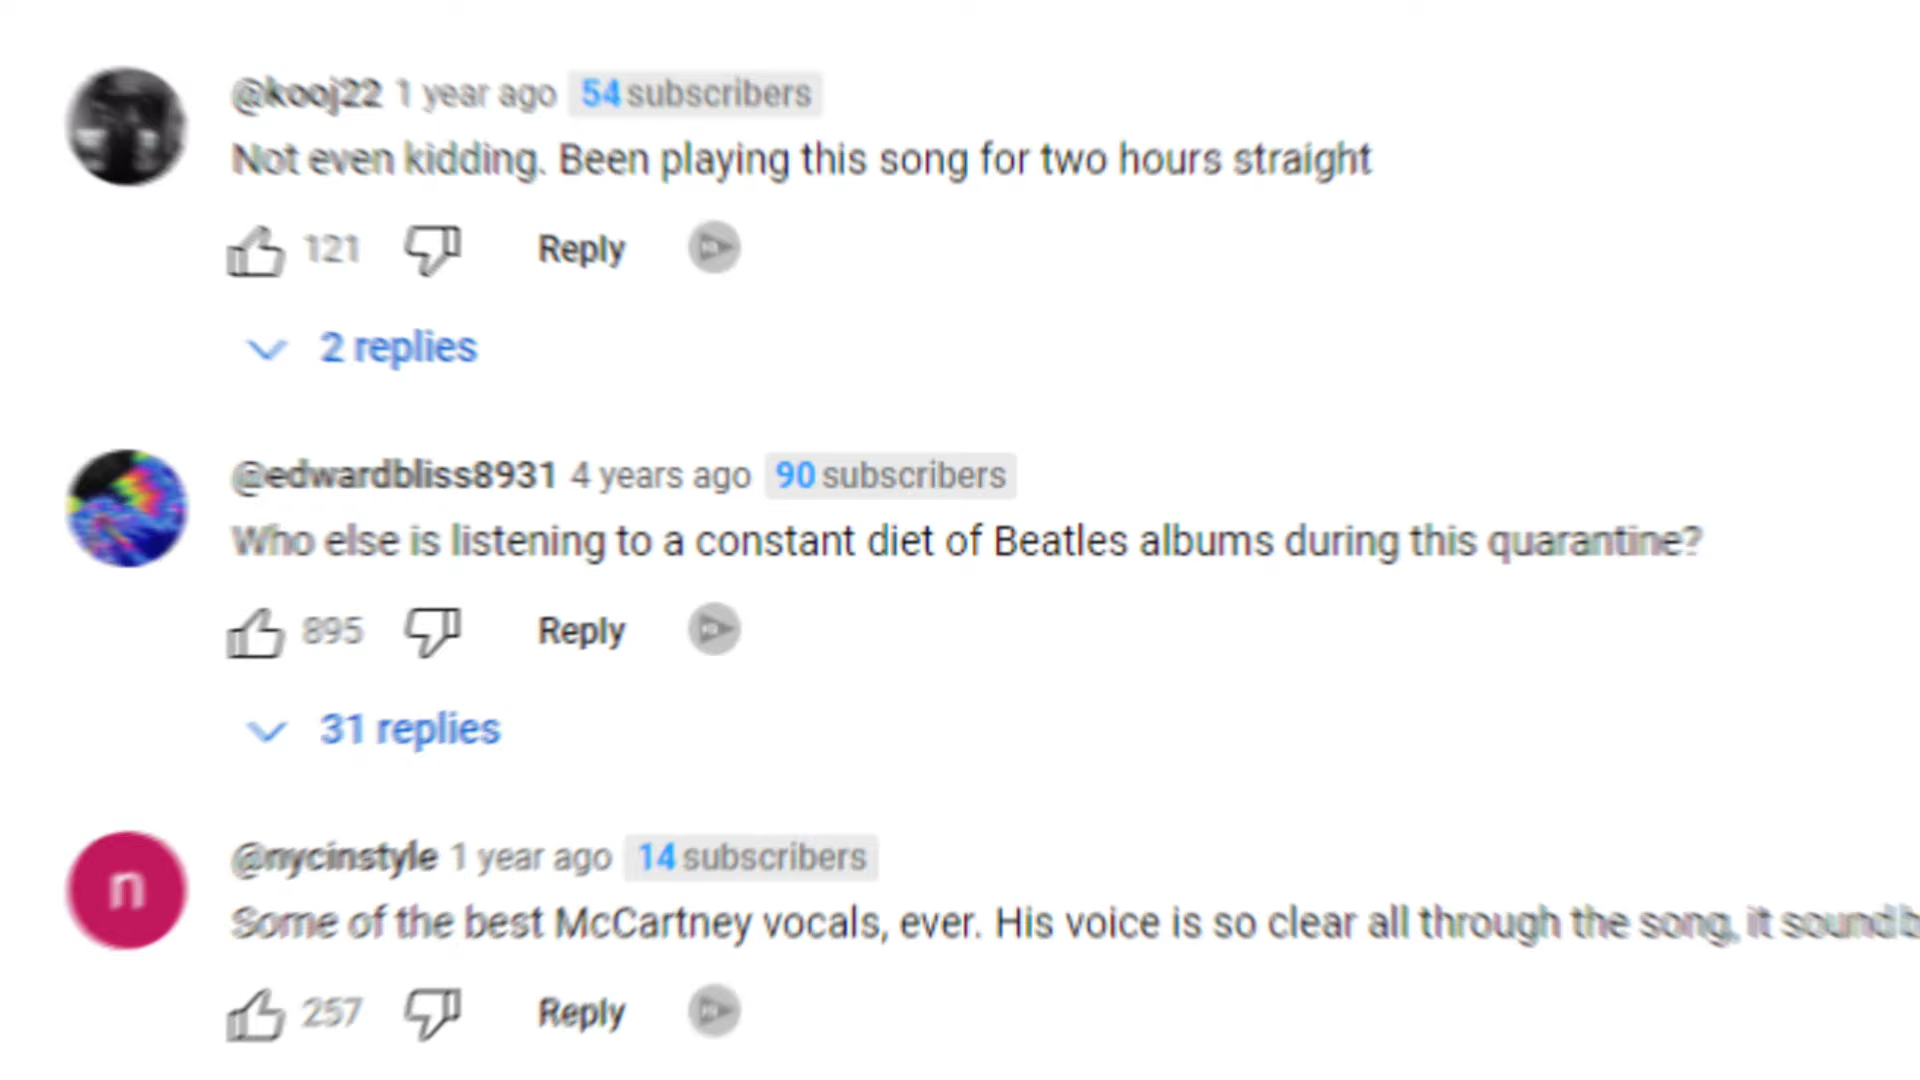 @kooj22 1 year ago 54 subscribers
Not even kidding. Been playing this song for two hours straight
121 Reply
2 replies
@edwardbliss8931 4 years ago 90 subscribers
Who else is listening to a constant diet of Beatles albums during this quarantine?
895 Reply
31 replies
@nycinstyle 1 year ago 14 subscribers
n
Some of the best McCartney vocals, ever. His voice is so clear all through the song, it
257 Reply